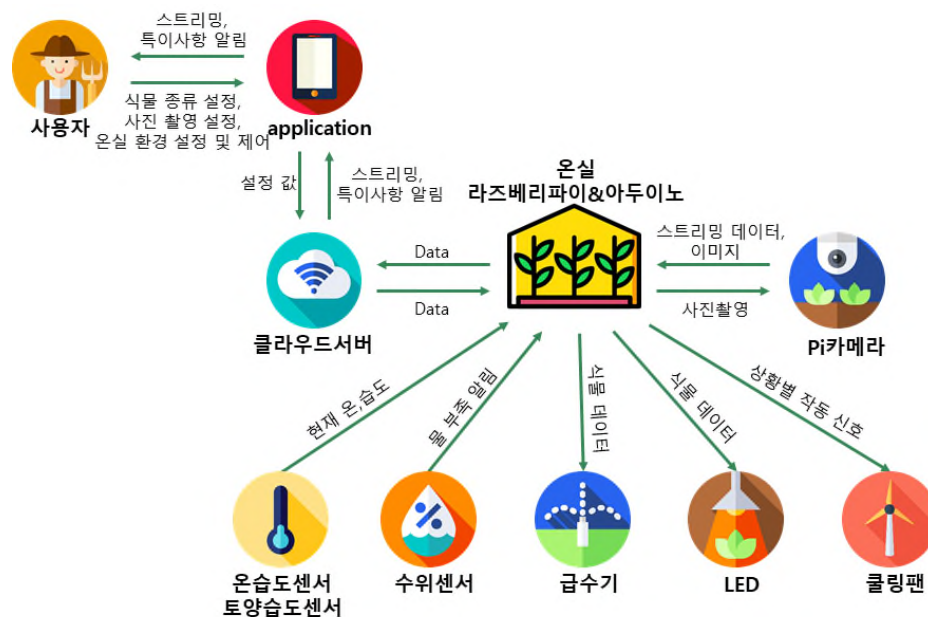 스트리밍,
특이사항 알림
사용자
식물 종류 설정,
사진 촬영 설정,
온실 환경 설정 및 제어
application
설정 값
스트리밍,
특이사항 알림
온실
라즈베리파이&아두이노
Data
Data
클라우드서버
스트리밍 데이터,
이미지
사진촬영
Pi카메라
현재 온,습도
물 부족 알림
식물 데이터
식물 데이터
상황별 작동 신호
온습도센서
토양습도센서
수위센서
급수기
LED
쿨링팬